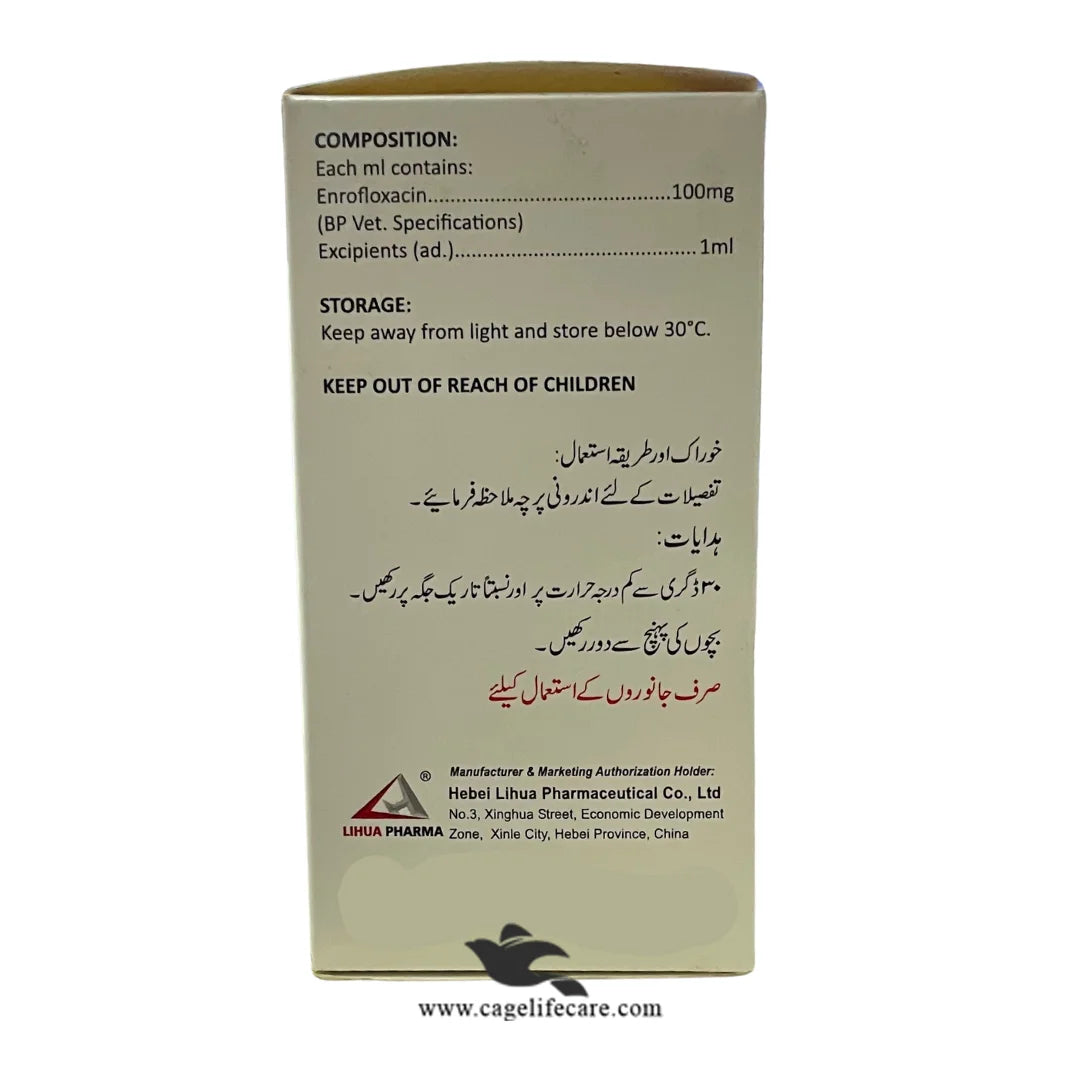 COMPOSITION:
Each ml contains:
Enrofloxacin............................................100mg
(BP Vet. Specifications)
Excipients (ad.)............................................1ml
STORAGE:
Keep away from light and store below 30°C.
KEEP OUT OF REACH OF CHILDREN
خوراک اور طریقہ استعمال:
تفصیلات کے لئے اندرونی پرچہ ملاحظہ فرمائیے۔
ہدایات:
۳۰ ڈگری سے کم درجہ حرارت پر اور نسبتاً تاریک جگہ پر رکھیں۔
بچوں کی پہنچ سے دور رکھیں۔
صرف جانوروں کے استعمال کیلئے
®
LIHUA PHARMA
Manufacturer & Marketing Authorization Holder:
Hebei Lihua Pharmaceutical Co., Ltd
No.3, Xinghua Street, Economic Development
Zone, Xinle City, Hebei Province, China
www.cagelifecare.com